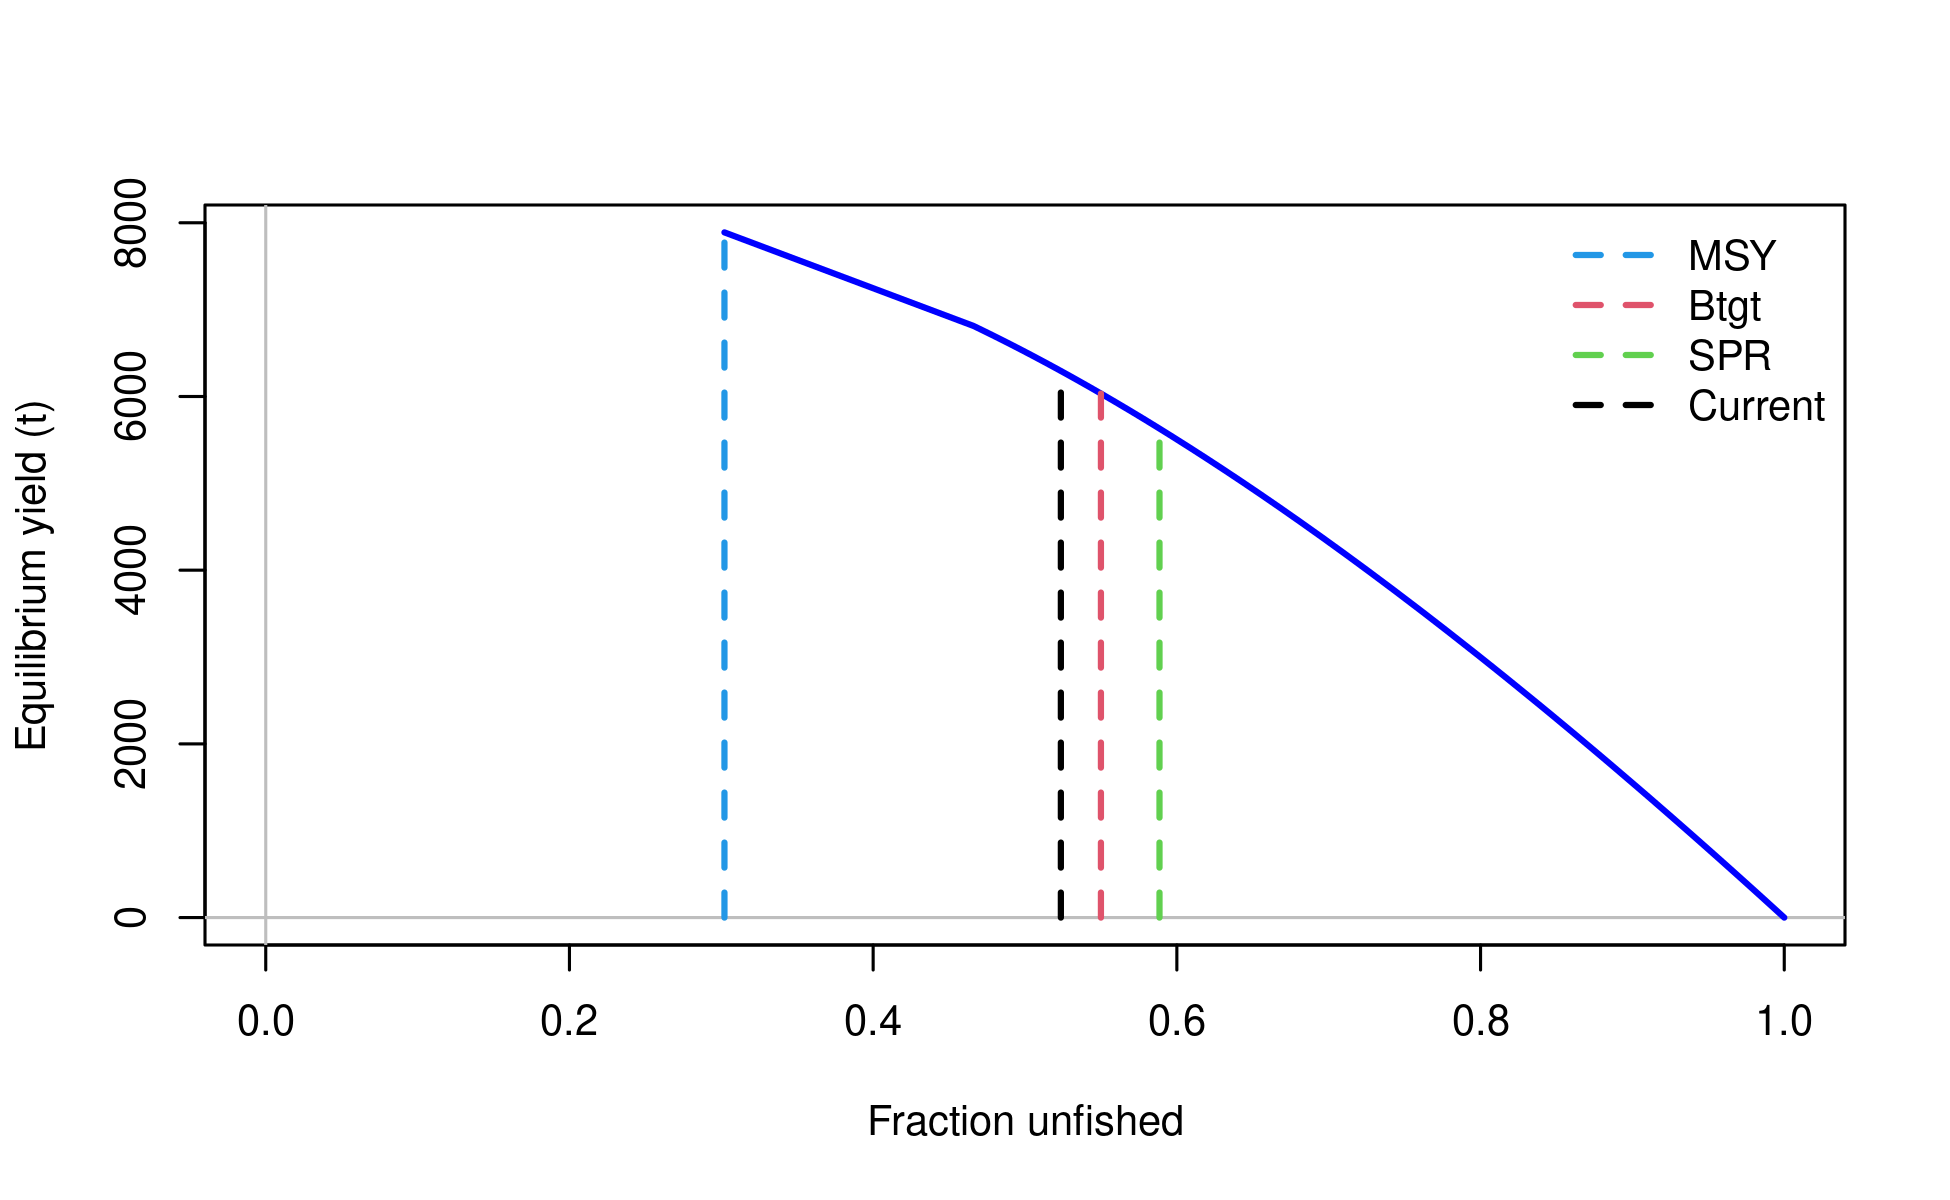 Equilibrium yield (t)
8000
6000
4000
2000
0
MSY
Btgt
SPR
Current
0.0 0.2 0.4 0.6 0.8 1.0
Fraction unfished